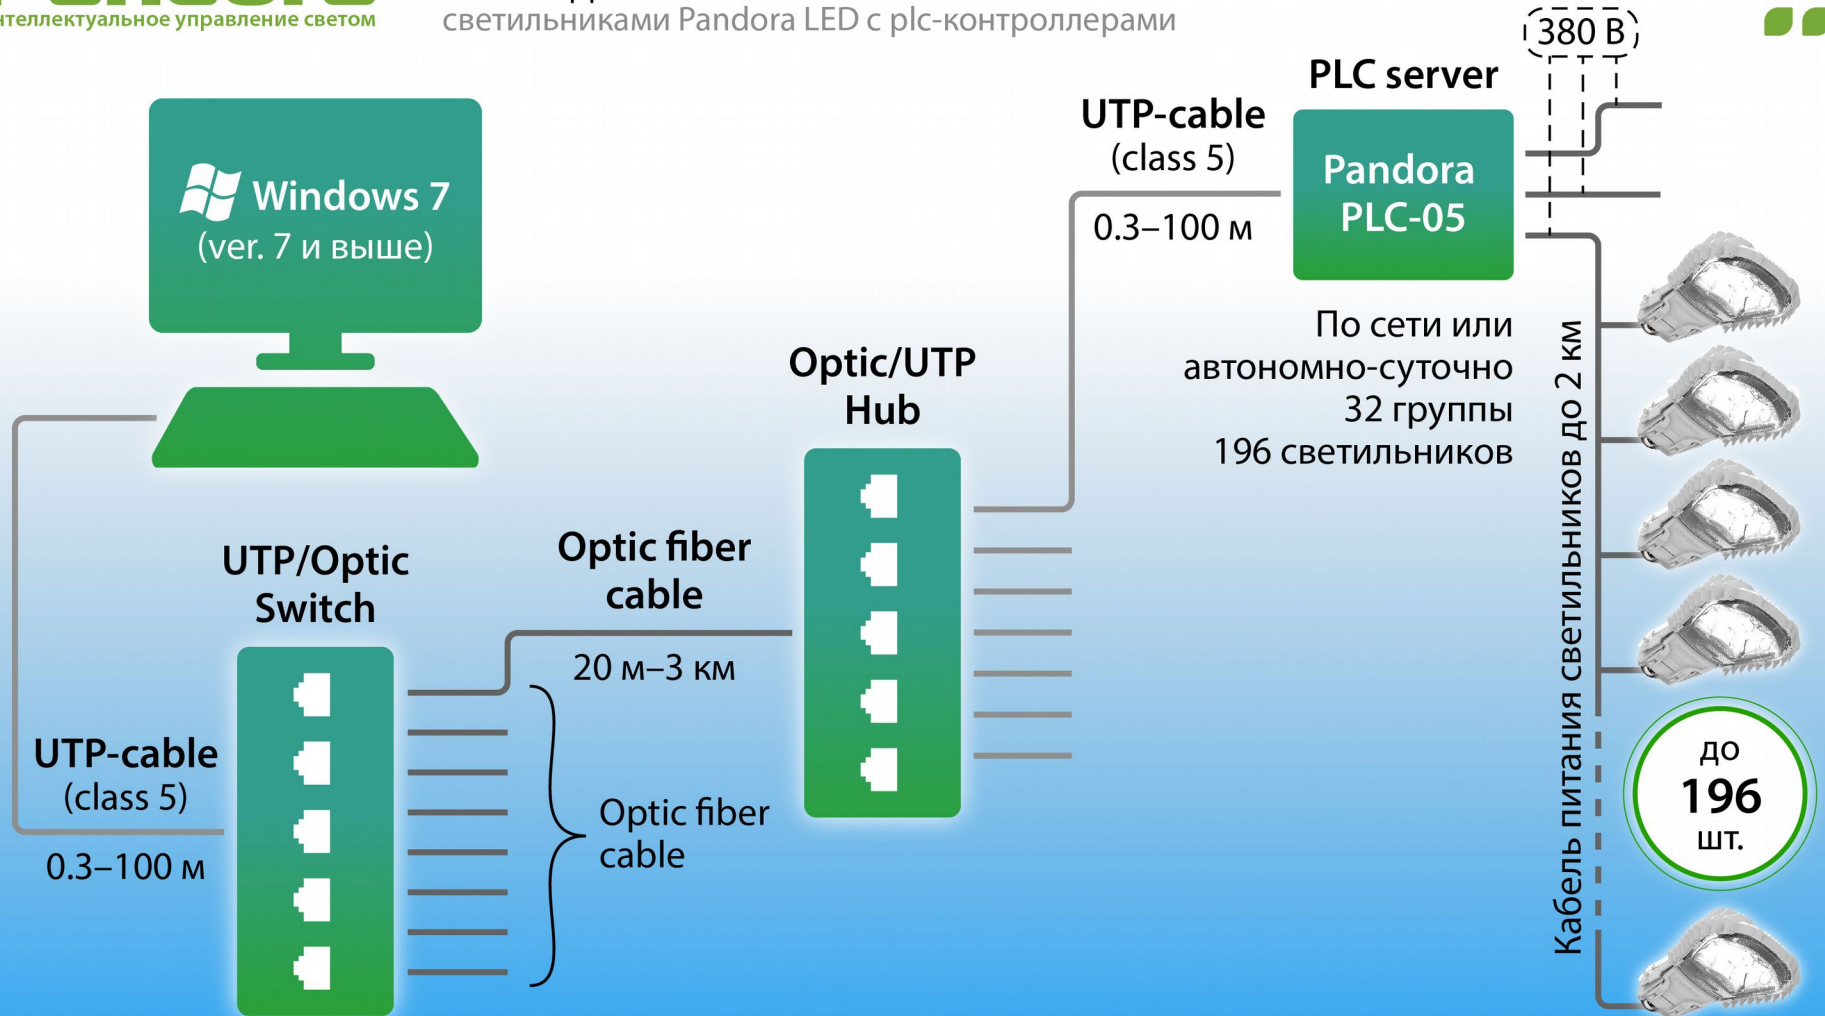 нтеллектуальное управление светом
светильниками Pandora LED с plc-контроллерами
380 В
PLC server
UTP-cable
(class 5)
0.3–100 м
Pandora
PLC-05
Windows 7
(ver. 7 и выше)
По сети или
автономно-суточно
32 группы
196 светильников
Optic/UTP
Hub
Optic fiber
cable
20 м–3 км
UTP/Optic
Switch
UTP-cable
(class 5)
0.3–100 м
Optic fiber
cable
Кабель питания светильников до 2 км
до
196
шт.